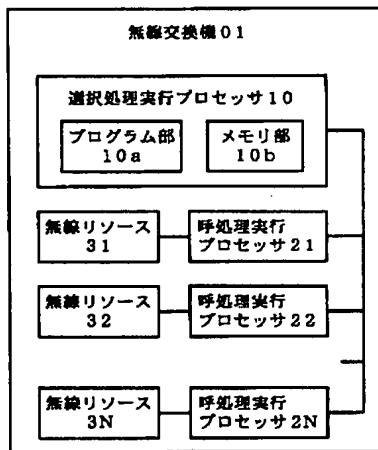 無線交換機01
選択処理実行プロセッサ10
プログラム部
10a
メモリ部
10b
無線リソース
31
呼処理実行
プロセッサ21
無線リソース
32
呼処理実行
プロセッサ22
無線リソース
3N
呼処理実行
プロセッサ2N